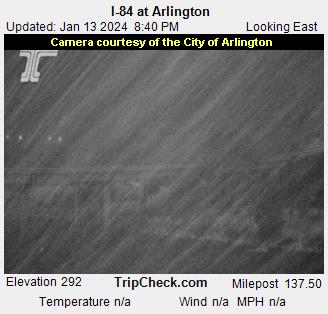 I-84 at Arlington
Updated: Jan 13 2024 8:40 PM Looking East
Camera courtesy of the City of Arlington
Elevation 292 TripCheck.com Milepost 137.50
Temperature n/a Wind n/a MPH n/a